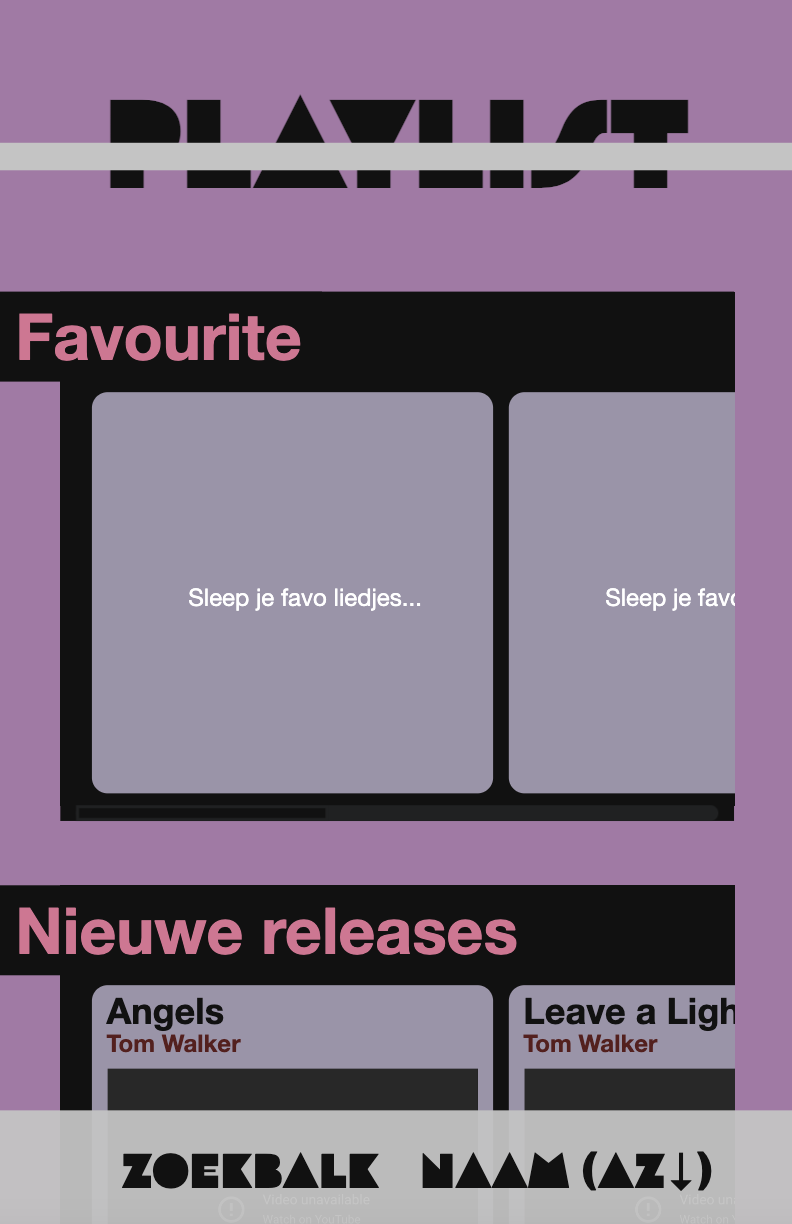 PLAYLIST
Favourite
Sleep je favo liedjes...
Sleep je favo
Nieuwe releases
Angels
Tom Walker
Leave a Ligh
Tom Walker
ZOEKBALK
NAAM (AZ↓)
Video unavailable
Watch on YouTube
Video un
Watch on